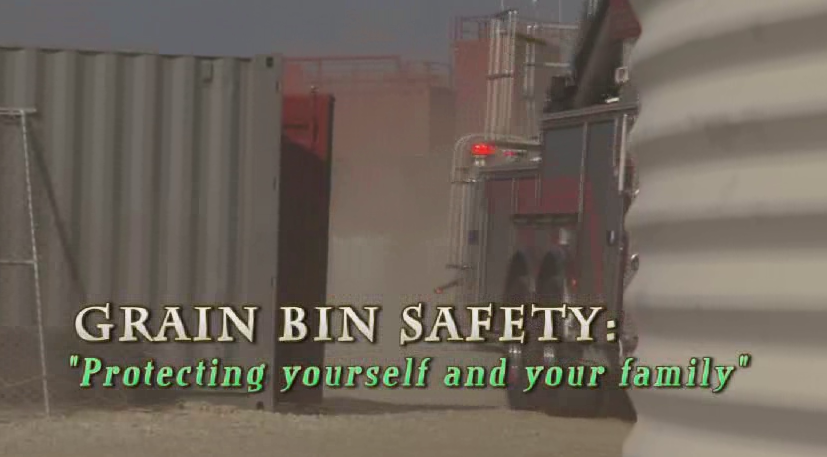 GRAIN BIN SAFETY:
"Protecting yourself and your family"